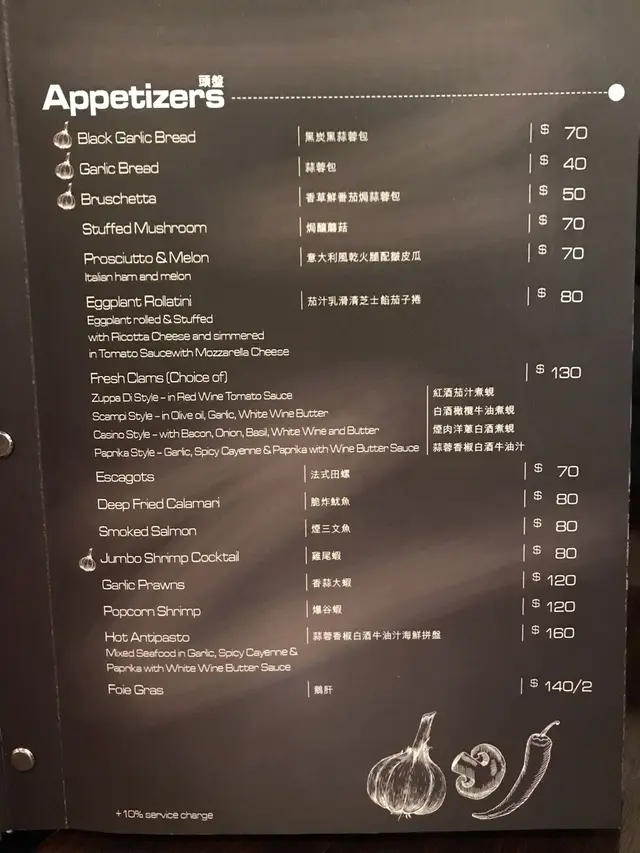 頭盤
Appetizers
Black Garlic Bread 黑炭黑蒜蓉包 $ 70
Garlic Bread 蒜蓉包 $ 40
Bruschetta 香草鮮番茄焗蒜蓉包 $ 50
Stuffed Mushroom 焗釀蘑菇 $ 70
Prosciutto & Melon 意大利風乾火腿配皺皮瓜 $ 70
Italian ham and melon
Eggplant Rollatini 茄汁乳滑清芝士餡茄子捲 $ 80
Eggplant rolled & Stuffed
with Ricotta Cheese and simmered
in Tomato Saucewith Mozzarella Cheese
Fresh Clams (Choice of) $ 130
Zuppa Di Style – in Red Wine Tomato Sauce 紅酒茄汁煮蜆
Scampi Style – in Olive oil, Garlic, White Wine Butter 白酒橄欖牛油煮蜆
Casino Style – with Bacon, Onion, Basil, White Wine and Butter 煙肉洋蔥白酒煮蜆
Paprika Style – Garlic, Spicy Cayenne & Paprika with Wine Butter Sauce 蒜蓉香椒白酒牛油汁
Escagots 法式田螺 $ 70
Deep Fried Calamari 脆炸魷魚 $ 80
Smoked Salmon 煙三文魚 $ 80
Jumbo Shrimp Cocktail 雞尾蝦 $ 80
Garlic Prawns 香蒜大蝦 $ 120
Popcorn Shrimp 爆谷蝦 $ 120
Hot Antipasto 蒜蓉香椒白酒牛油汁海鮮拼盤 $ 160
Mixed Seafood in Garlic, Spicy Cayenne &
Paprika with White Wine Butter Sauce
Foie Gras 鵝肝 $ 140/2
+10% service charge